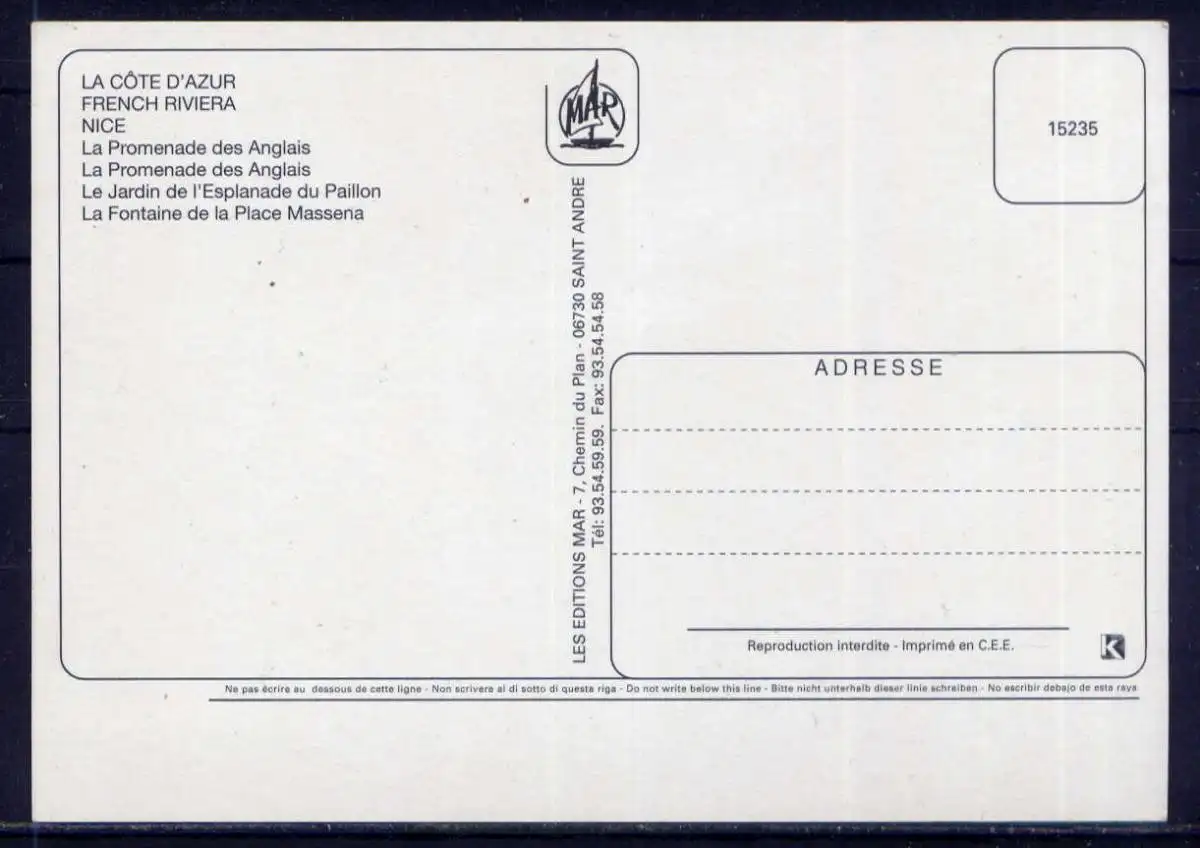 LA CÔTE D'AZUR
FRENCH RIVIERA
NICE
La Promenade des Anglais
La Promenade des Anglais
Le Jardin de l'Esplanade du Paillon
La Fontaine de la Place Massena
MAR
15235
LES EDITIONS MAR - 7, Chemin du Plan - 06730 SAINT ANDRE
Tél: 93.54.59.59. Fax: 93.54.54.58
ADRESSE
Reproduction interdite - Imprimé en C.E.E.
K
Ne pas écrire au dessous de cette ligne - Non scrivere al di sotto di questa riga - Do not write below this line - Bitte nicht unterhalb dieser linie schreiben - No escribir debajo de esta raya